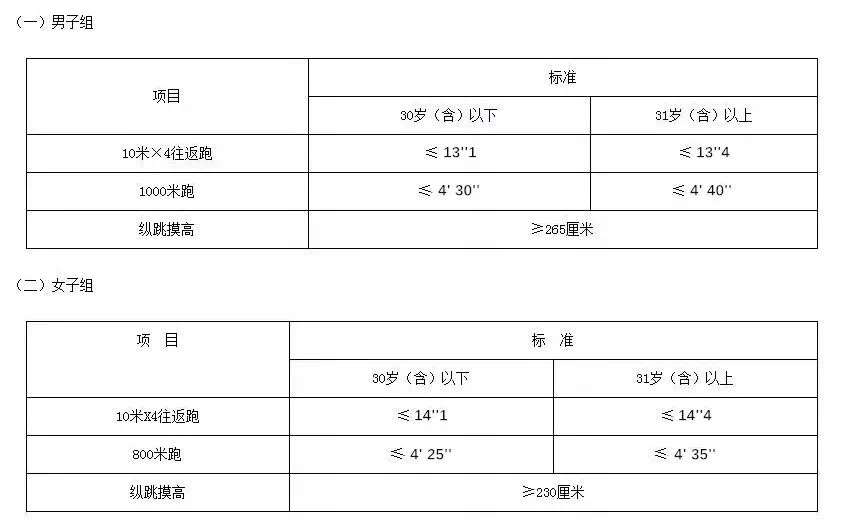 （一）男子组
项目
标准
30岁（含）以下
31岁（含）以上
10米×4往返跑
≤ 13''1
≤ 13''4
1000米跑
≤ 4' 30''
≤ 4' 40''
纵跳摸高
≥265厘米
（二）女子组
项 目
标 准
30岁（含）以下
31岁（含）以上
10米X4往返跑
≤ 14''1
≤ 14''4
800米跑
≤ 4' 25''
≤ 4' 35''
纵跳摸高
≥230厘米